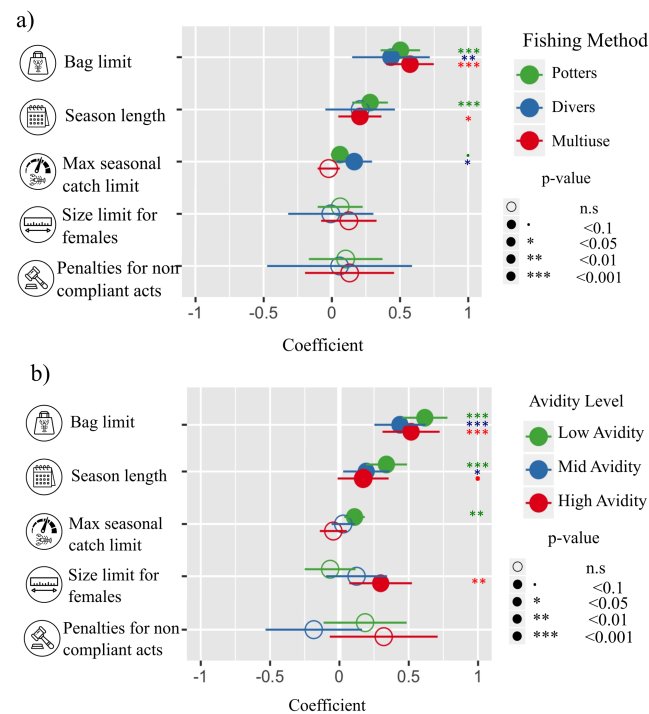 a)
Bag limit
***
**
***
Season length
***
*
Max seasonal
catch limit
.
*
Size limit for
females
Penalties for non
compliant acts
-1 -0.5 0 0.5 1
Coefficient
Fishing Method
Potters
Divers
Multiuse
p-value
n.s
. <0.1
* <0.05
** <0.01
*** <0.001
b)
Bag limit
***
***
***
Season length
***
*
Max seasonal
catch limit
**
Size limit for
females
**
Penalties for non
compliant acts
-1 -0.5 0 0.5 1
Coefficient
Avidity Level
Low Avidity
Mid Avidity
High Avidity
p-value
n.s
. <0.1
* <0.05
** <0.01
*** <0.001